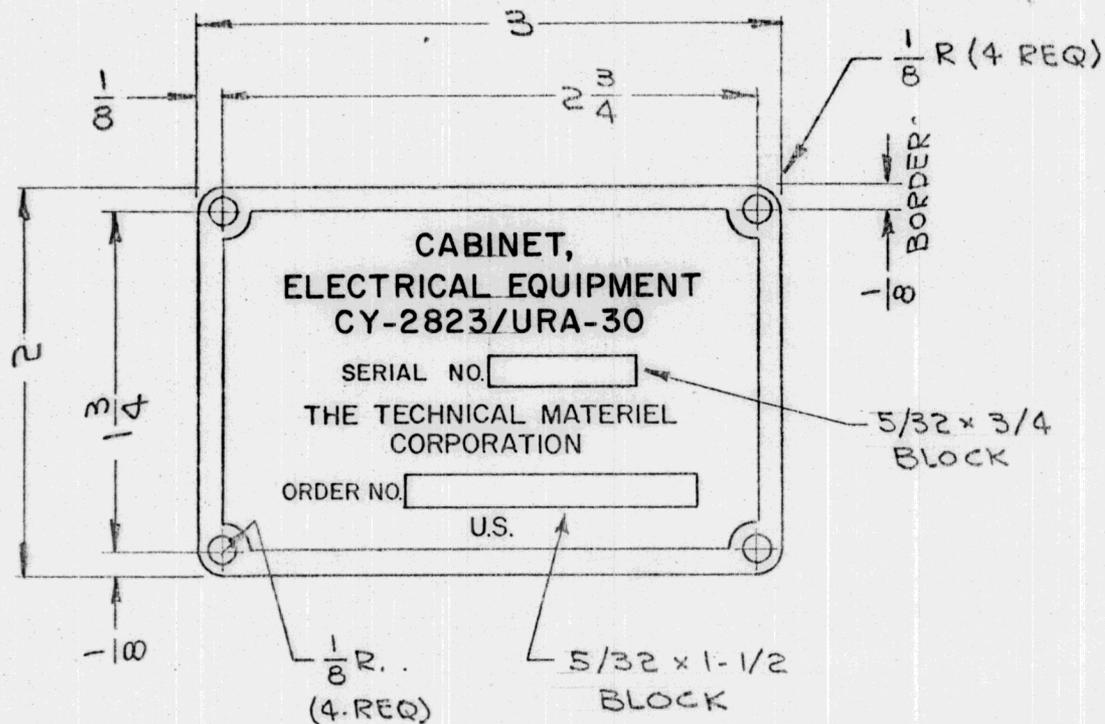 3
1/8
2 3/4
1/8 R (4 REQ)
1/8 BORDER.
2
1 3/4
CABINET,
ELECTRICAL EQUIPMENT
CY-2823/URA-30
SERIAL NO.
5/32 x 3/4
BLOCK
THE TECHNICAL MATERIEL
CORPORATION
ORDER NO.
U.S.
1/8
1/8 R..
(4.REQ)
5/32 x 1-1/2
BLOCK